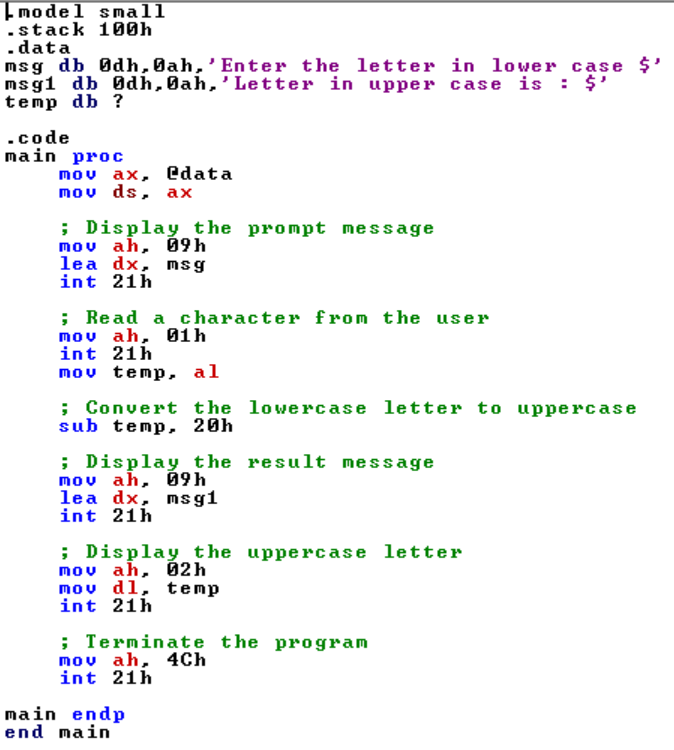 .model small
.stack 100h
.data
msg db 0dh,0ah,'Enter the letter in lower case $'
msg1 db 0dh,0ah,'Letter in upper case is : $'
temp db ?
.code
main proc
mov ax, @data
mov ds, ax
; Display the prompt message
mov ah, 09h
lea dx, msg
int 21h
; Read a character from the user
mov ah, 01h
int 21h
mov temp, al
; Convert the lowercase letter to uppercase
sub temp, 20h
; Display the result message
mov ah, 09h
lea dx, msg1
int 21h
; Display the uppercase letter
mov ah, 02h
mov dl, temp
int 21h
; Terminate the program
mov ah, 4Ch
int 21h
main endp
end main